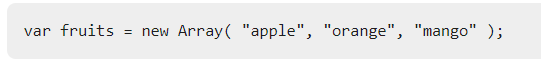 var fruits = new Array( "apple", "orange", "mango" );